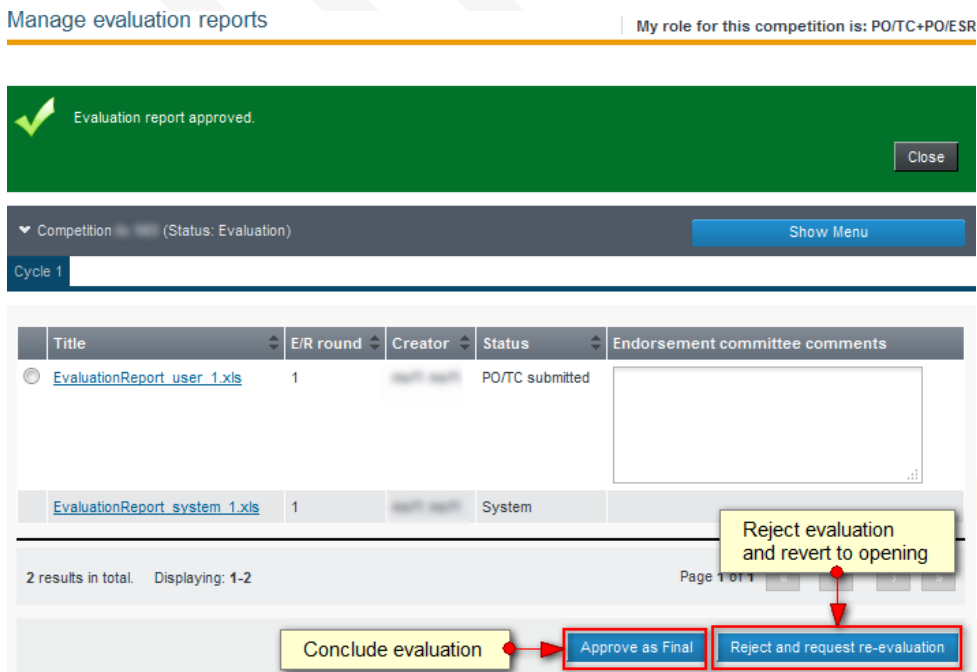 Manage evaluation reports
My role for this competition is: PO/TC+PO/ESR
Evaluation report approved.
Close
Competition (Status: Evaluation)
Show Menu
Cycle 1
Title E/R round Creator Status Endorsement committee comments
EvaluationReport_user_1.xls 1 PO/TC submitted
EvaluationReport_system_1.xls 1 System
Reject evaluation
and revert to opening
2 results in total. Displaying: 1-2
Page 1 of 1
Conclude evaluation
Approve as Final
Reject and request re-evaluation